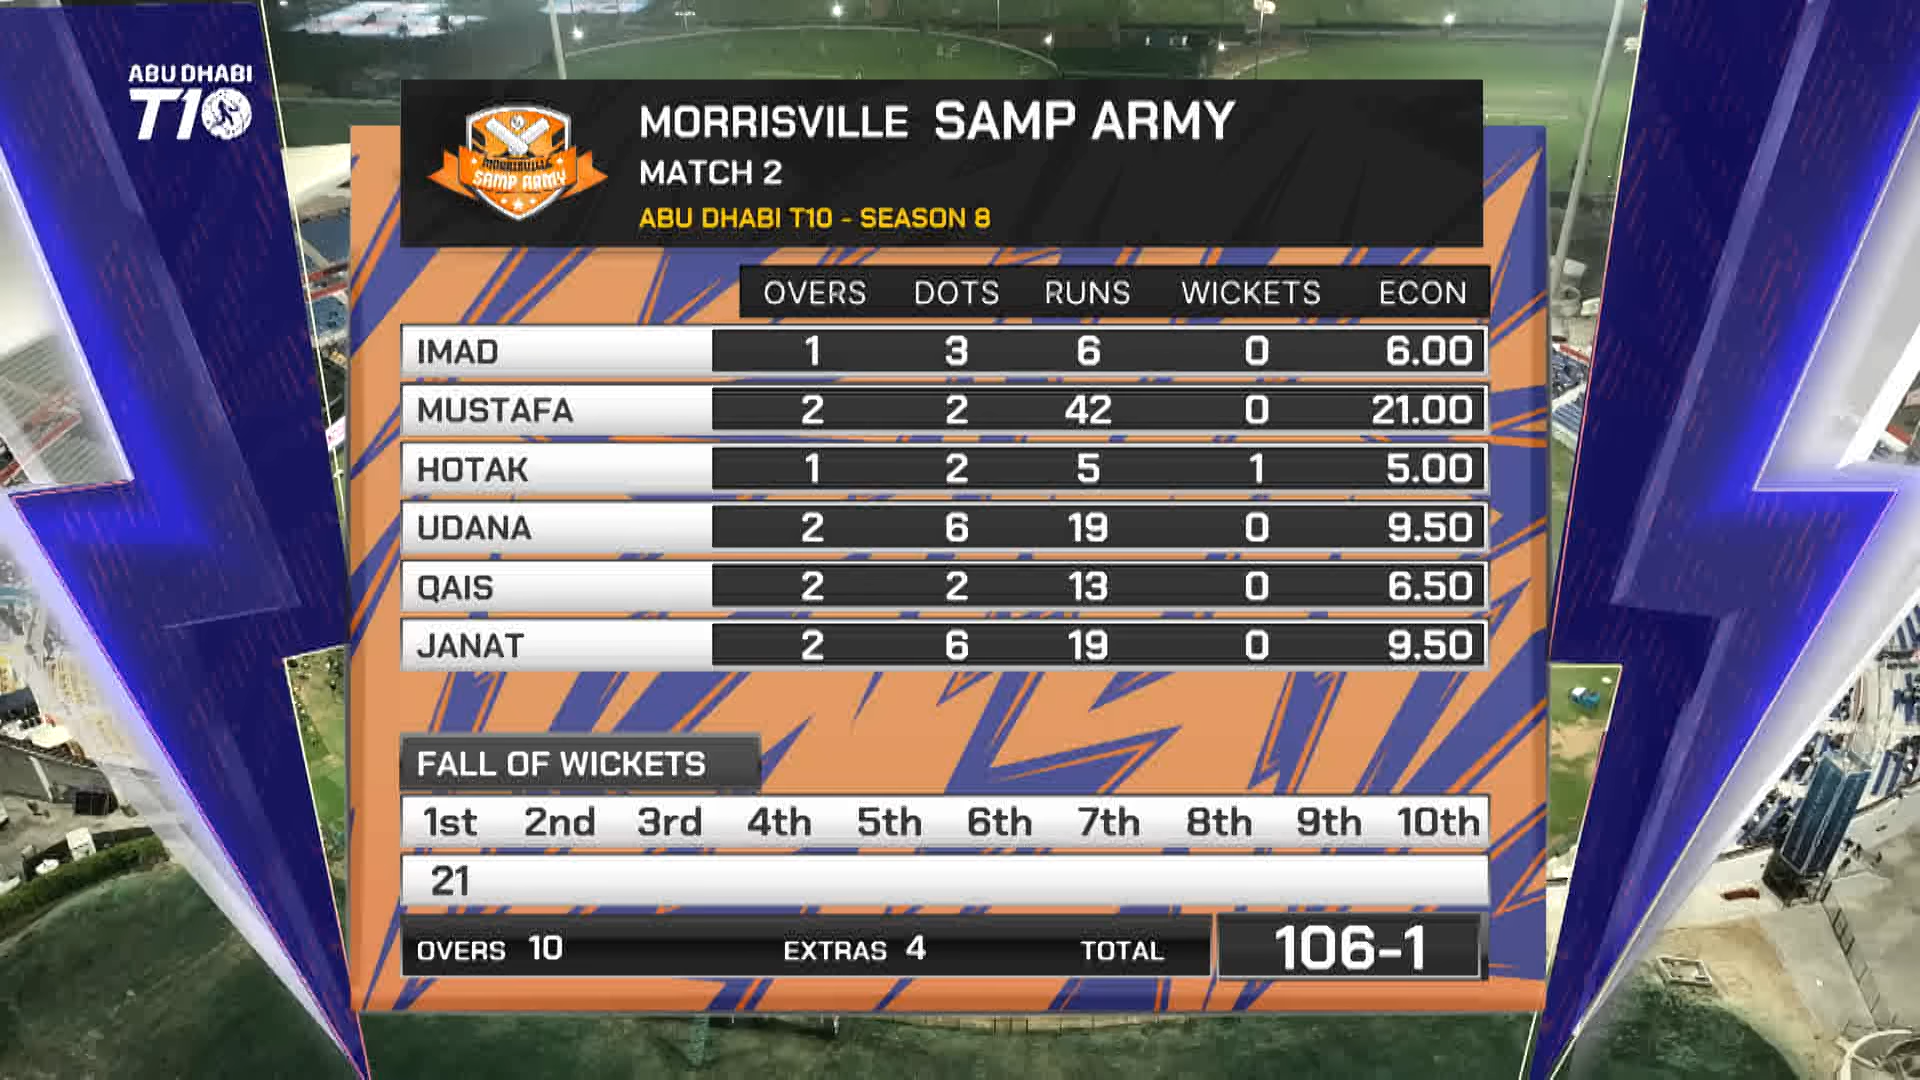 ABU DHABI
T10
MORRISVILLE SAMP ARMY
MATCH 2
ABU DHABI T10 - SEASON 8
MORRISVILLE
SAMP ARMY
OVERS DOTS RUNS WICKETS ECON
IMAD 1 3 6 0 6.00
MUSTAFA 2 2 42 0 21.00
HOTAK 1 2 5 1 5.00
UDANA 2 6 19 0 9.50
QAIS 2 2 13 0 6.50
JANAT 2 6 19 0 9.50
FALL OF WICKETS
1st 2nd 3rd 4th 5th 6th 7th 8th 9th 10th
21
OVERS 10 EXTRAS 4 TOTAL 106-1